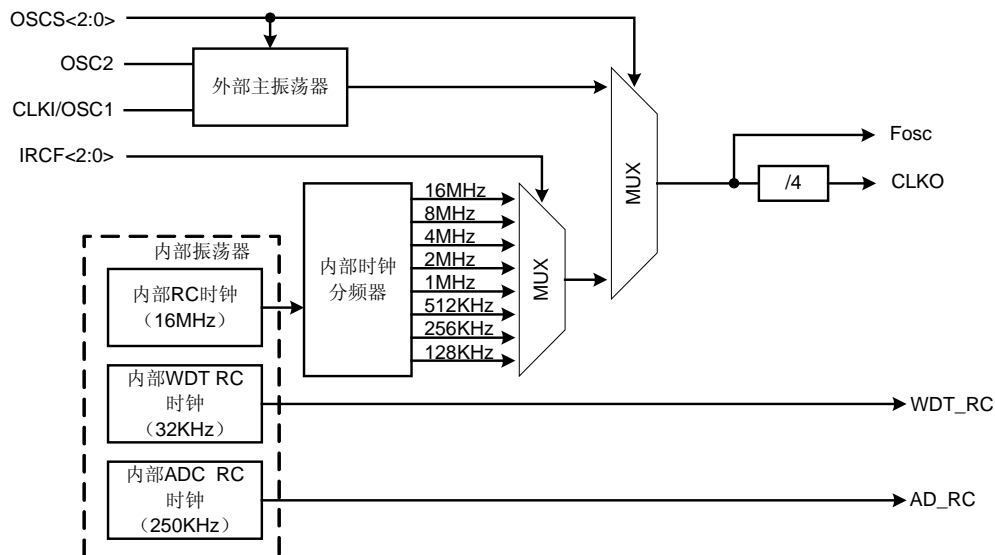 OSCS<2:0>
OSC2
外部主振荡器
CLKI/OSC1
IRCF<2:0>
MUX
Fosc
/4
CLKO
内部时钟
分频器
16MHz
8MHz
4MHz
2MHz
1MHz
512KHz
256KHz
128KHz
MUX
内部振荡器
内部RC时钟
（16MHz）
内部WDT RC
时钟
（32KHz）
WDT_RC
内部ADC RC
时钟
（250KHz）
AD_RC